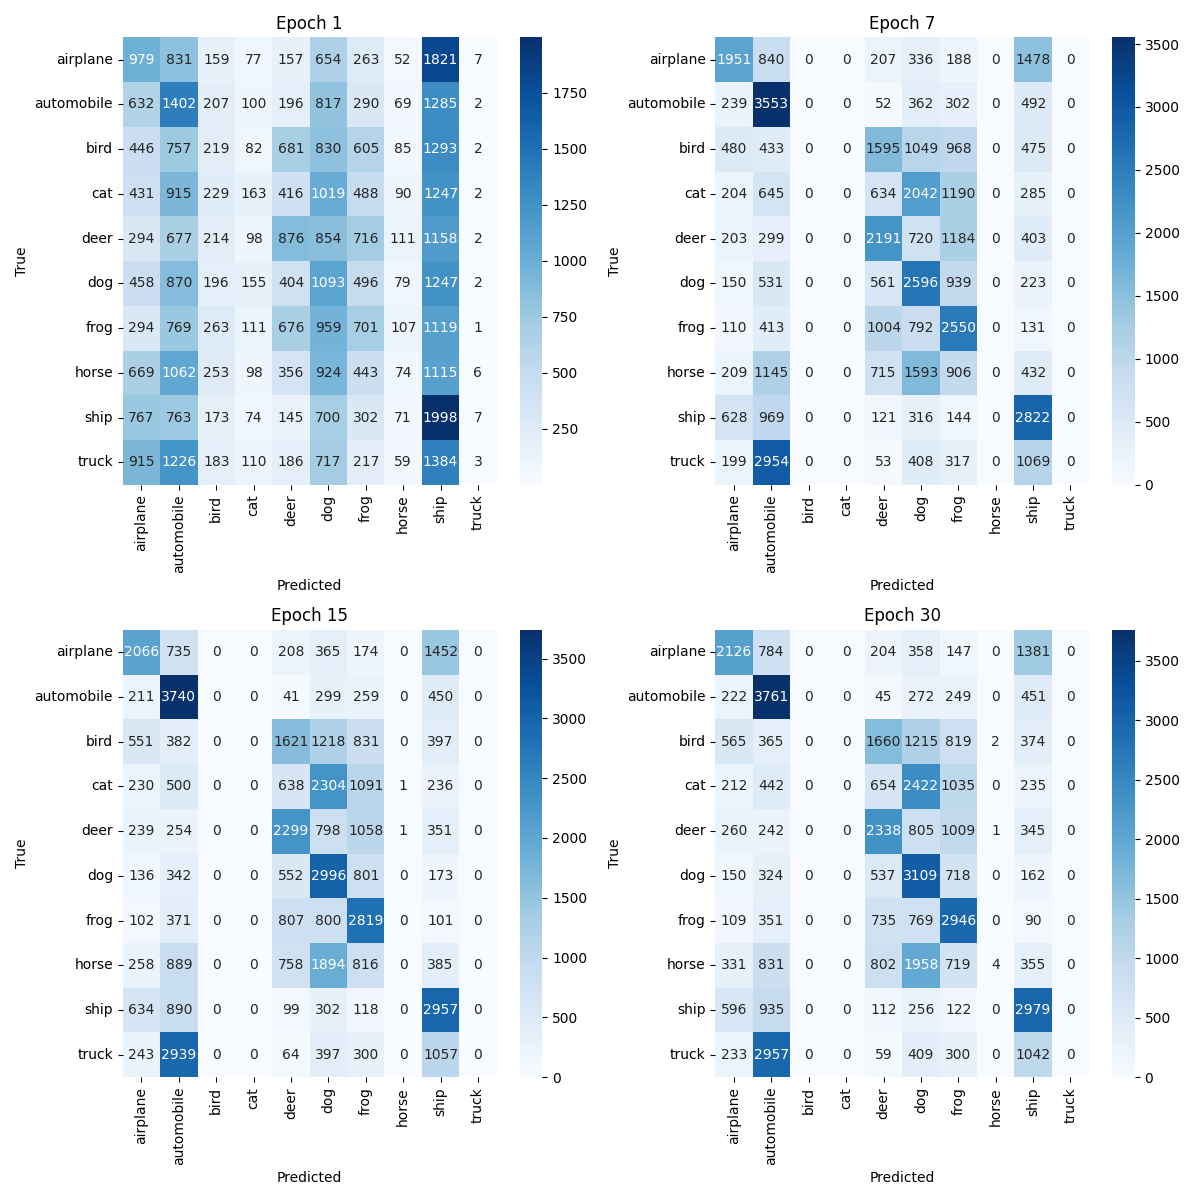 Epoch 1
airplane 979 831 159 77 157 654 263 52 1821 7
automobile 632 1402 207 100 196 817 290 69 1285 2
bird 446 757 219 82 681 830 605 85 1293 2
cat 431 915 229 163 416 1019 488 90 1247 2
deer 294 677 214 98 876 854 716 111 1158 2
dog 458 870 196 155 404 1093 496 79 1247 2
frog 294 769 263 111 676 959 701 107 1119 1
horse 669 1062 253 98 356 924 443 74 1115 6
ship 767 763 173 74 145 700 302 71 1998 7
truck 915 1226 183 110 186 717 217 59 1384 3
airplane automobile bird cat deer dog frog horse ship truck
Predicted
True
1750
1500
1250
1000
750
500
250
Epoch 7
1951 840 0 0 207 336 188 0 1478 0
239 3553 0 0 52 362 302 0 492 0
480 433 0 0 1595 1049 968 0 475 0
204 645 0 0 634 2042 1190 0 285 0
203 299 0 0 2191 720 1184 0 403 0
150 531 0 0 561 2596 939 0 223 0
110 413 0 0 1004 792 2550 0 131 0
209 1145 0 0 715 1593 906 0 432 0
628 969 0 0 121 316 144 0 2822 0
199 2954 0 0 53 408 317 0 1069 0
airplane automobile bird cat deer dog frog horse ship truck
Predicted
True
3500
3000
2500
2000
1500
1000
500
0
Epoch 15
airplane 2066 735 0 0 208 365 174 0 1452 0
automobile 211 3740 0 0 41 299 259 0 450 0
bird 551 382 0 0 1621 1218 831 0 397 0
cat 230 500 0 0 638 2304 1091 1 236 0
deer 239 254 0 0 2299 798 1058 1 351 0
dog 136 342 0 0 552 2996 801 0 173 0
frog 102 371 0 0 807 800 2819 0 101 0
horse 258 889 0 0 758 1894 816 0 385 0
ship 634 890 0 0 99 302 118 0 2957 0
truck 243 2939 0 0 64 397 300 0 1057 0
airplane automobile bird cat deer dog frog horse ship truck
Predicted
True
3500
3000
2500
2000
1500
1000
500
0
Epoch 30
2126 784 0 0 204 358 147 0 1381 0
222 3761 0 0 45 272 249 0 451 0
565 365 0 0 1660 1215 819 2 374 0
212 442 0 0 654 2422 1035 0 235 0
260 242 0 0 2338 805 1009 1 345 0
150 324 0 0 537 3109 718 0 162 0
109 351 0 0 735 769 2946 0 90 0
331 831 0 0 802 1958 719 4 355 0
596 935 0 0 112 256 122 0 2979 0
233 2957 0 0 59 409 300 0 1042 0
airplane automobile bird cat deer dog frog horse ship truck
Predicted
True
3500
3000
2500
2000
1500
1000
500
0